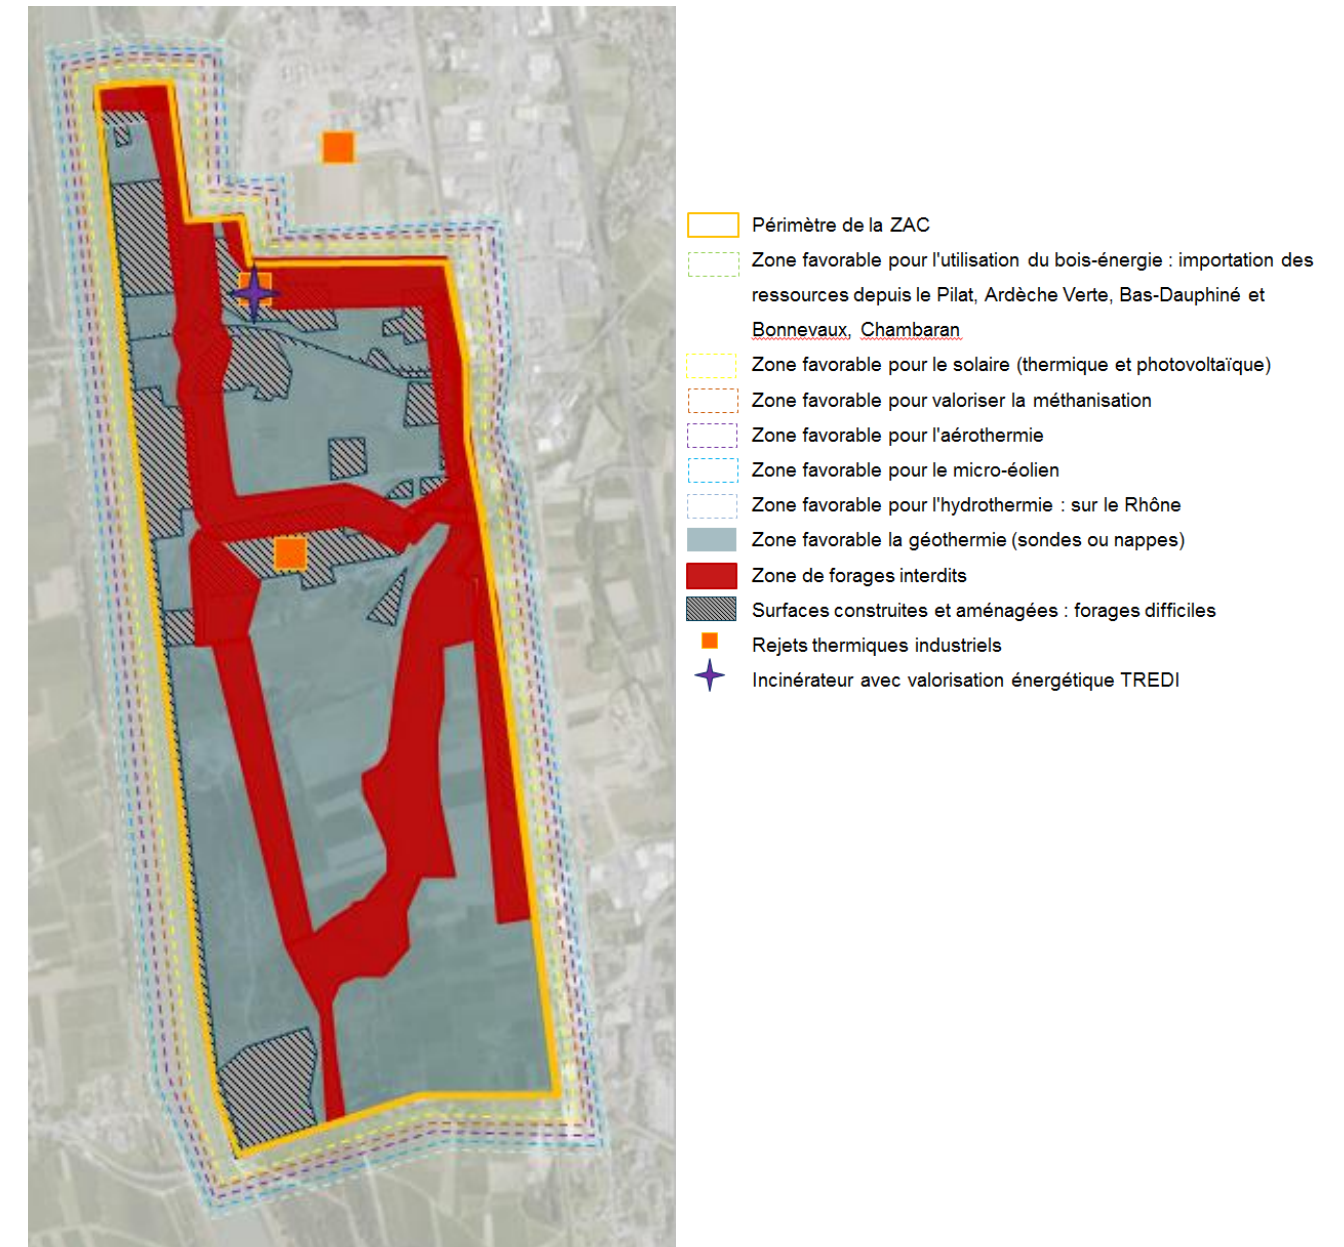 Périmètre de la ZAC
Zone favorable pour l'utilisation du bois-énergie : importation des
ressources depuis le Pilat, Ardèche Verte, Bas-Dauphiné et
Bonnevaux, Chambaran
Zone favorable pour le solaire (thermique et photovoltaïque)
Zone favorable pour valoriser la méthanisation
Zone favorable pour l'aérothermie
Zone favorable pour le micro-éolien
Zone favorable pour l'hydrothermie : sur le Rhône
Zone favorable la géothermie (sondes ou nappes)
Zone de forages interdits
Surfaces construites et aménagées : forages difficiles
Rejets thermiques industriels
Incinérateur avec valorisation énergétique TREDI